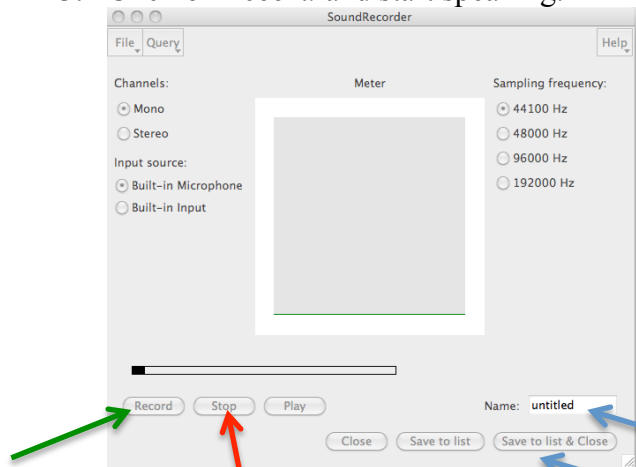 SoundRecorder
File Query Help
Channels:
Mono
Stereo
Input source:
Built-in Microphone
Built-in Input
Meter
Sampling frequency:
44100 Hz
48000 Hz
96000 Hz
192000 Hz
Record Stop Play
Name: untitled
Close Save to list Save to list & Close